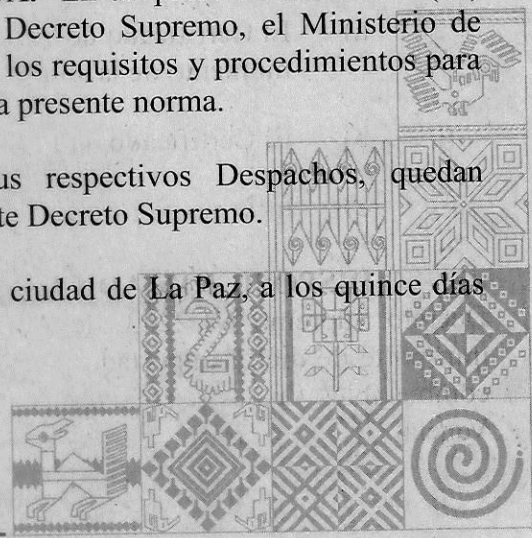 Decreto Supremo, el Ministerio de
los requisitos y procedimientos para
a presente norma.
us respectivos Despachos, quedan
te Decreto Supremo.
ciudad de La Paz, a los quince días